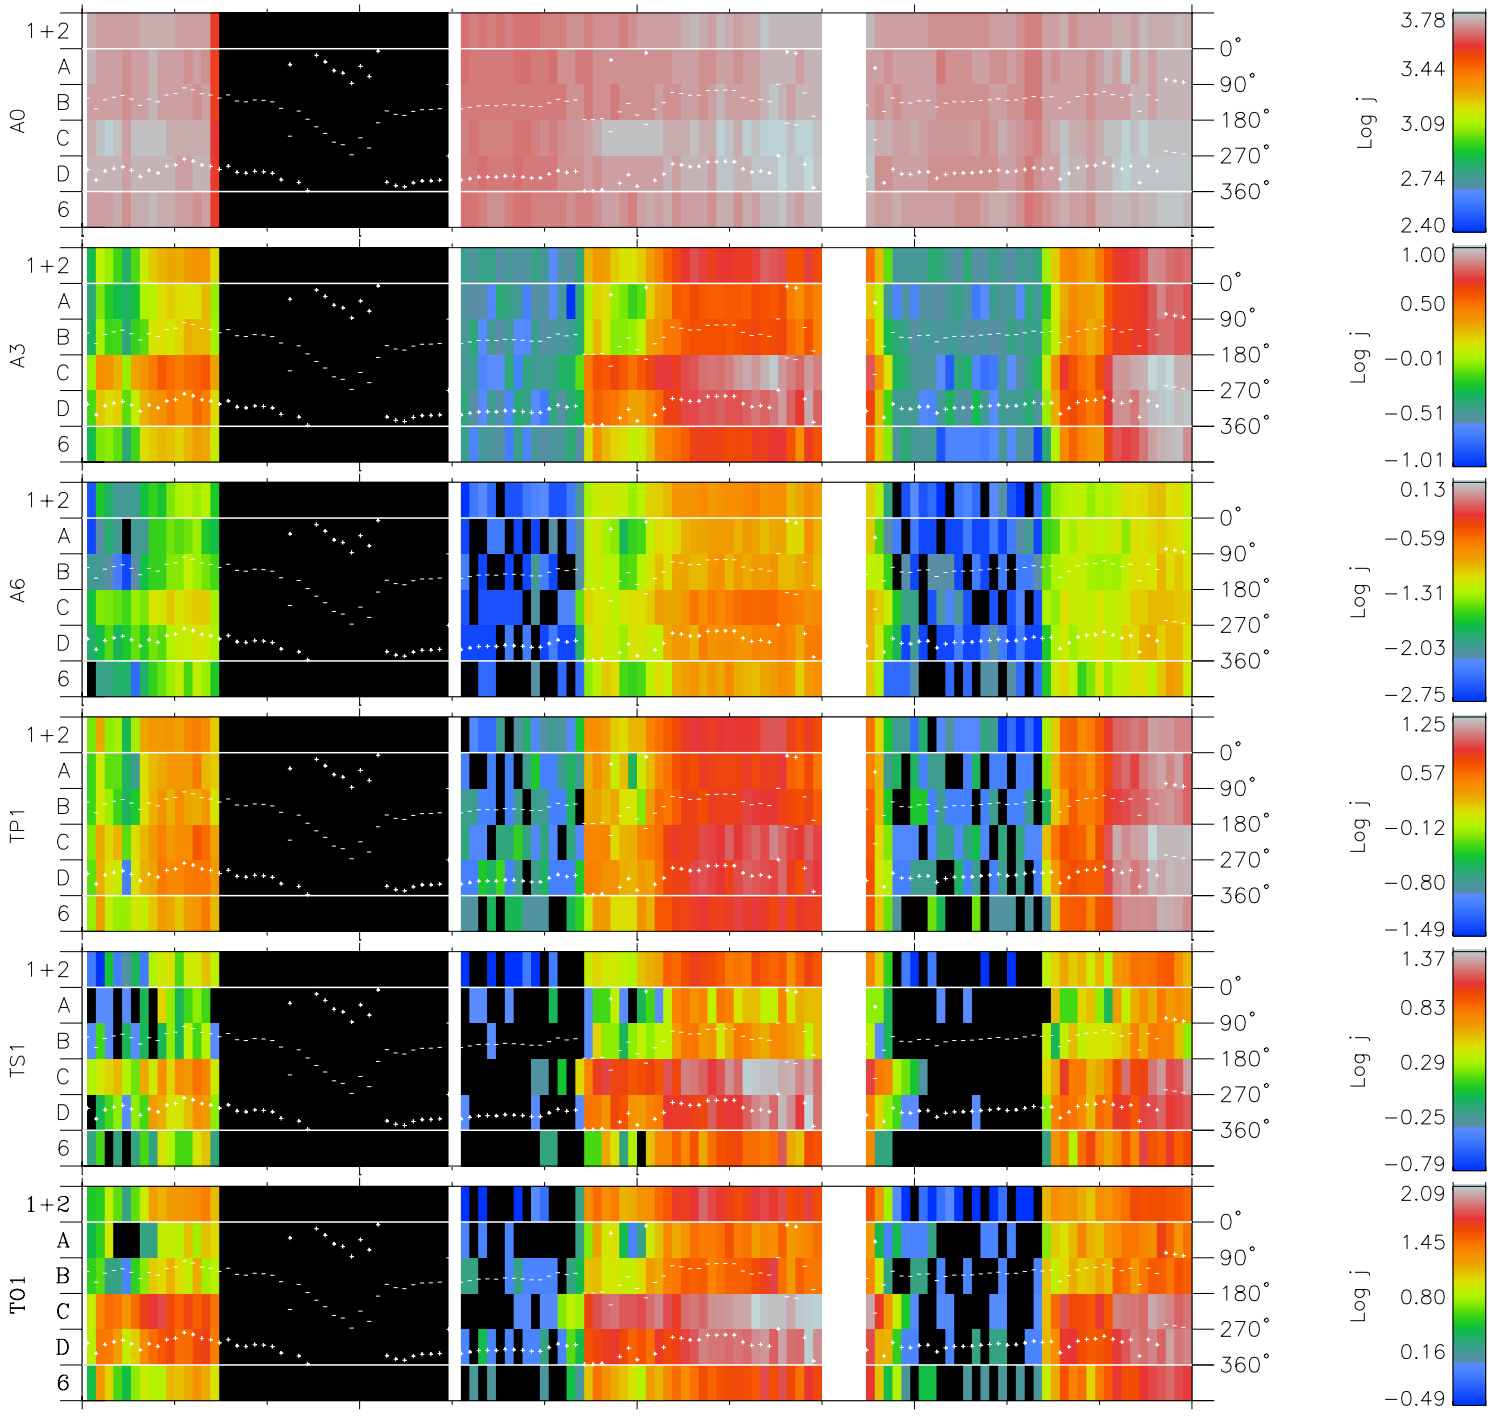 A0
1+2
A
B
C
D
6
0°
90°
180°
270°
360°
Log j
3.78
3.44
3.09
2.74
2.40
A3
1+2
A
B
C
D
6
0°
90°
180°
270°
360°
Log j
1.00
0.50
−0.01
−0.51
−1.01
A6
1+2
A
B
C
D
6
0°
90°
180°
270°
360°
Log j
0.13
−0.59
−1.31
−2.03
−2.75
TP1
1+2
A
B
C
D
6
0°
90°
180°
270°
360°
Log j
1.25
0.57
−0.12
−0.80
−1.49
TS1
1+2
A
B
C
D
6
0°
90°
180°
270°
360°
Log j
1.37
0.83
0.29
−0.25
−0.79
TO1
1+2
A
B
C
D
6
0°
90°
180°
270°
360°
Log j
2.09
1.45
0.80
0.16
−0.49